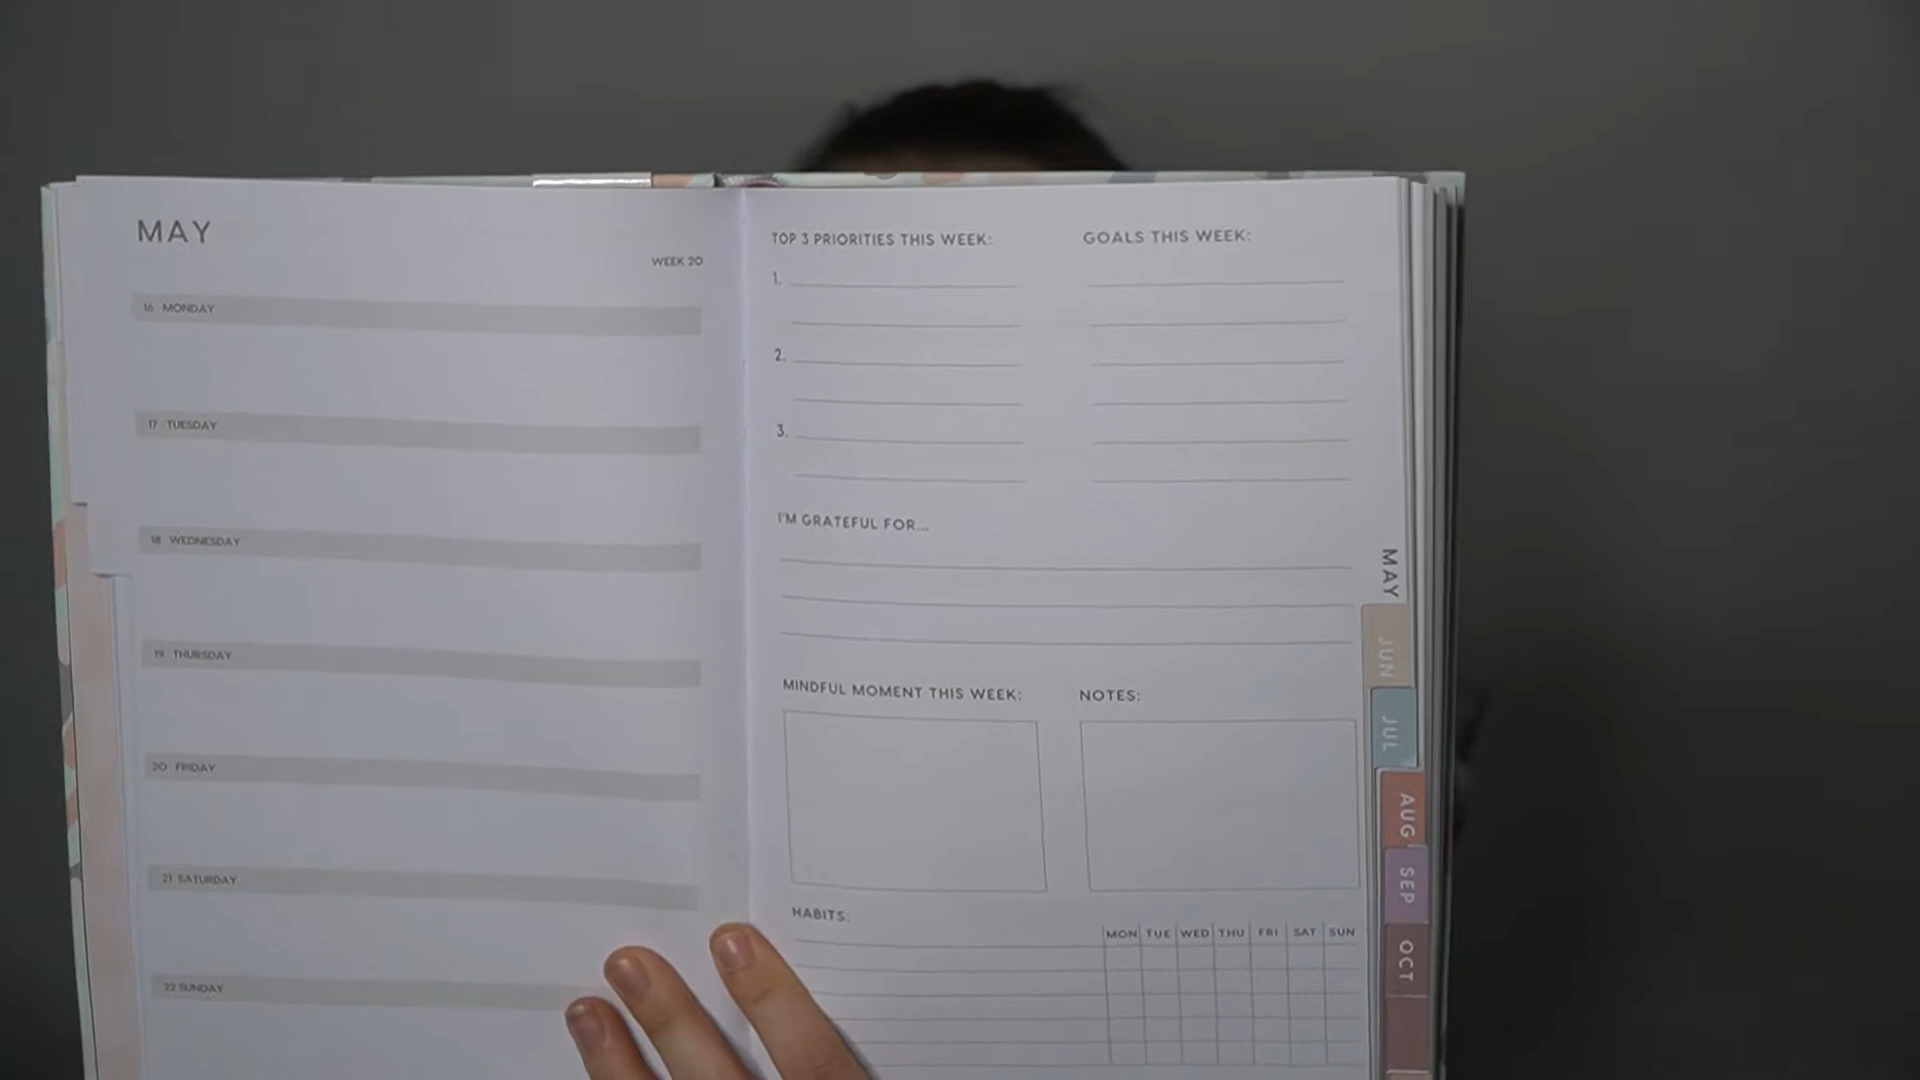 MAY
WEEK 20
16 MONDAY
17 TUESDAY
18 WEDNESDAY
19 THURSDAY
20 FRIDAY
21 SATURDAY
22 SUNDAY
TOP 3 PRIORITIES THIS WEEK:
1.
2.
3.
GOALS THIS WEEK:
I'M GRATEFUL FOR...
MINDFUL MOMENT THIS WEEK:
NOTES:
HABITS:
MON TUE WED THU FRI SAT SUN
MAY
JUN
JUL
AUG
SEP
OCT